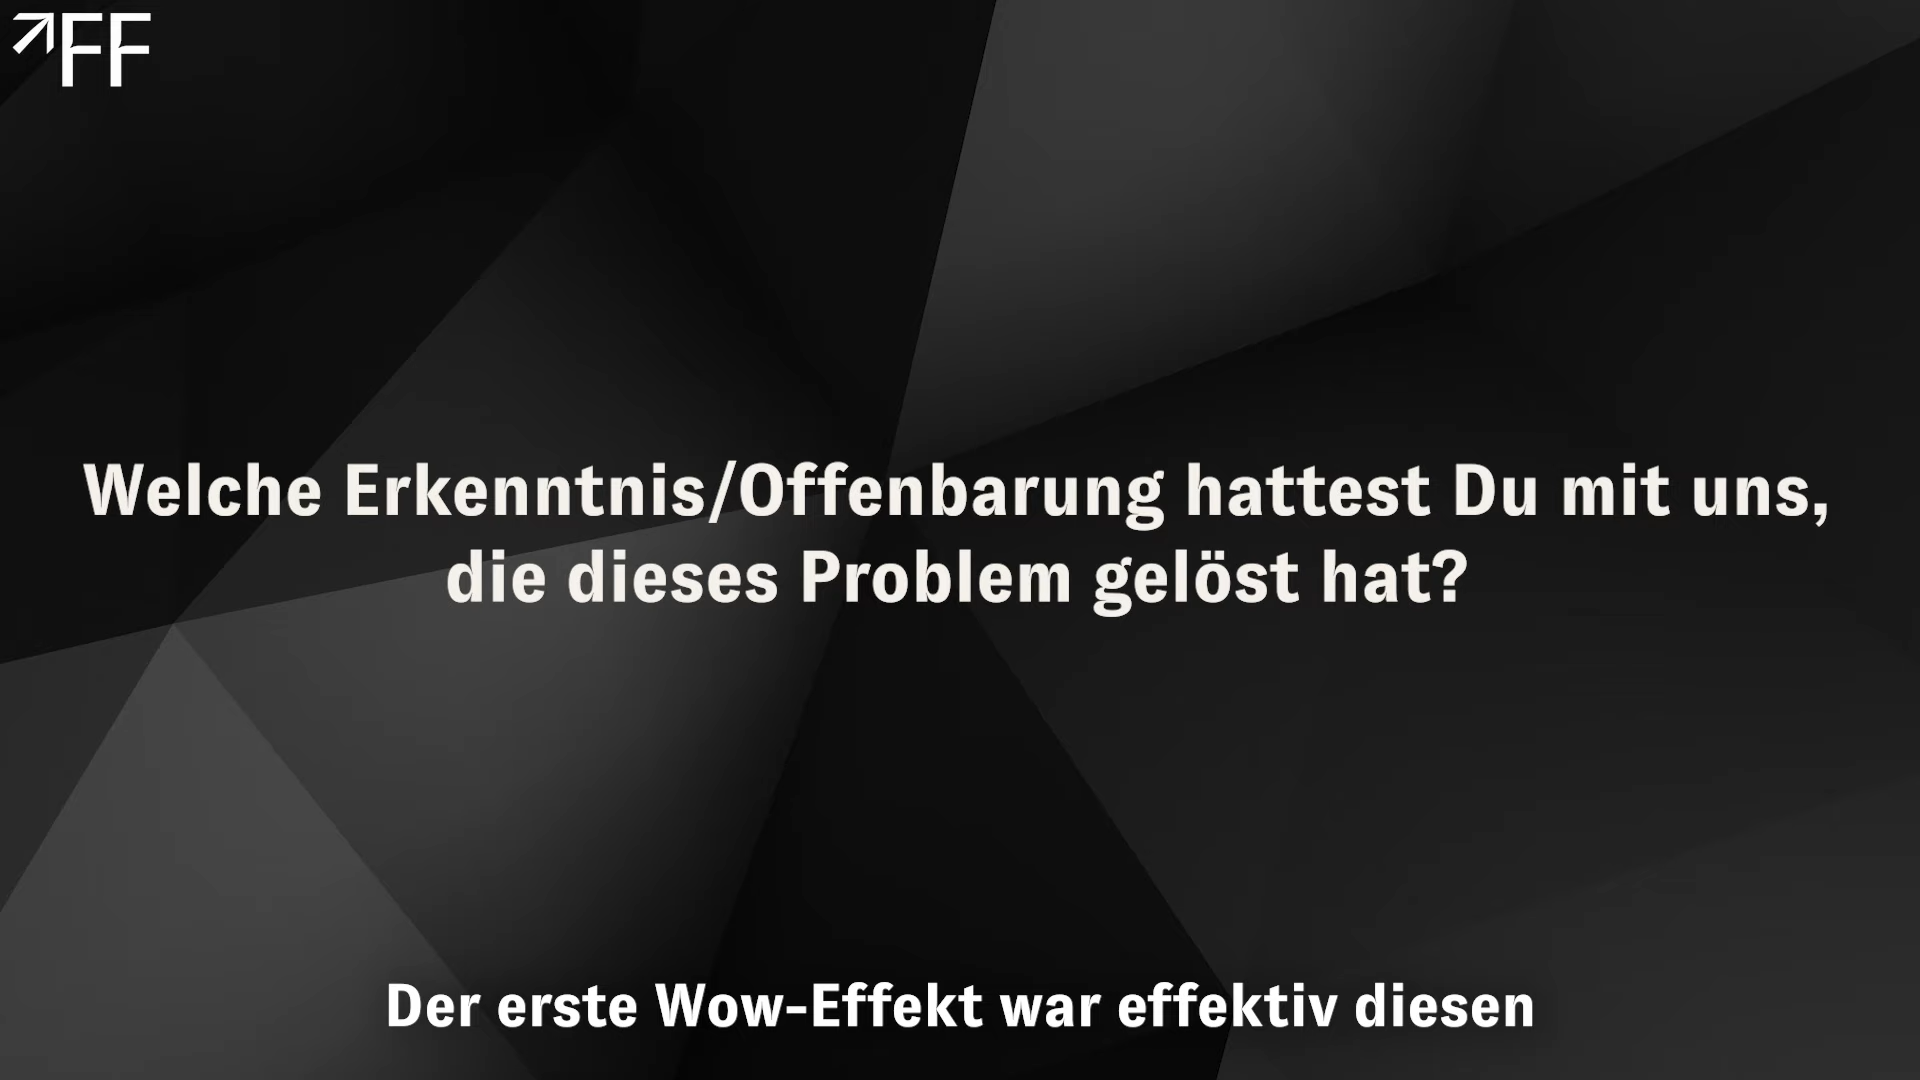 FF
Welche Erkenntnis/Offenbarung hattest Du mit uns,
die dieses Problem gelöst hat?
Der erste Wow-Effekt war effektiv diesen